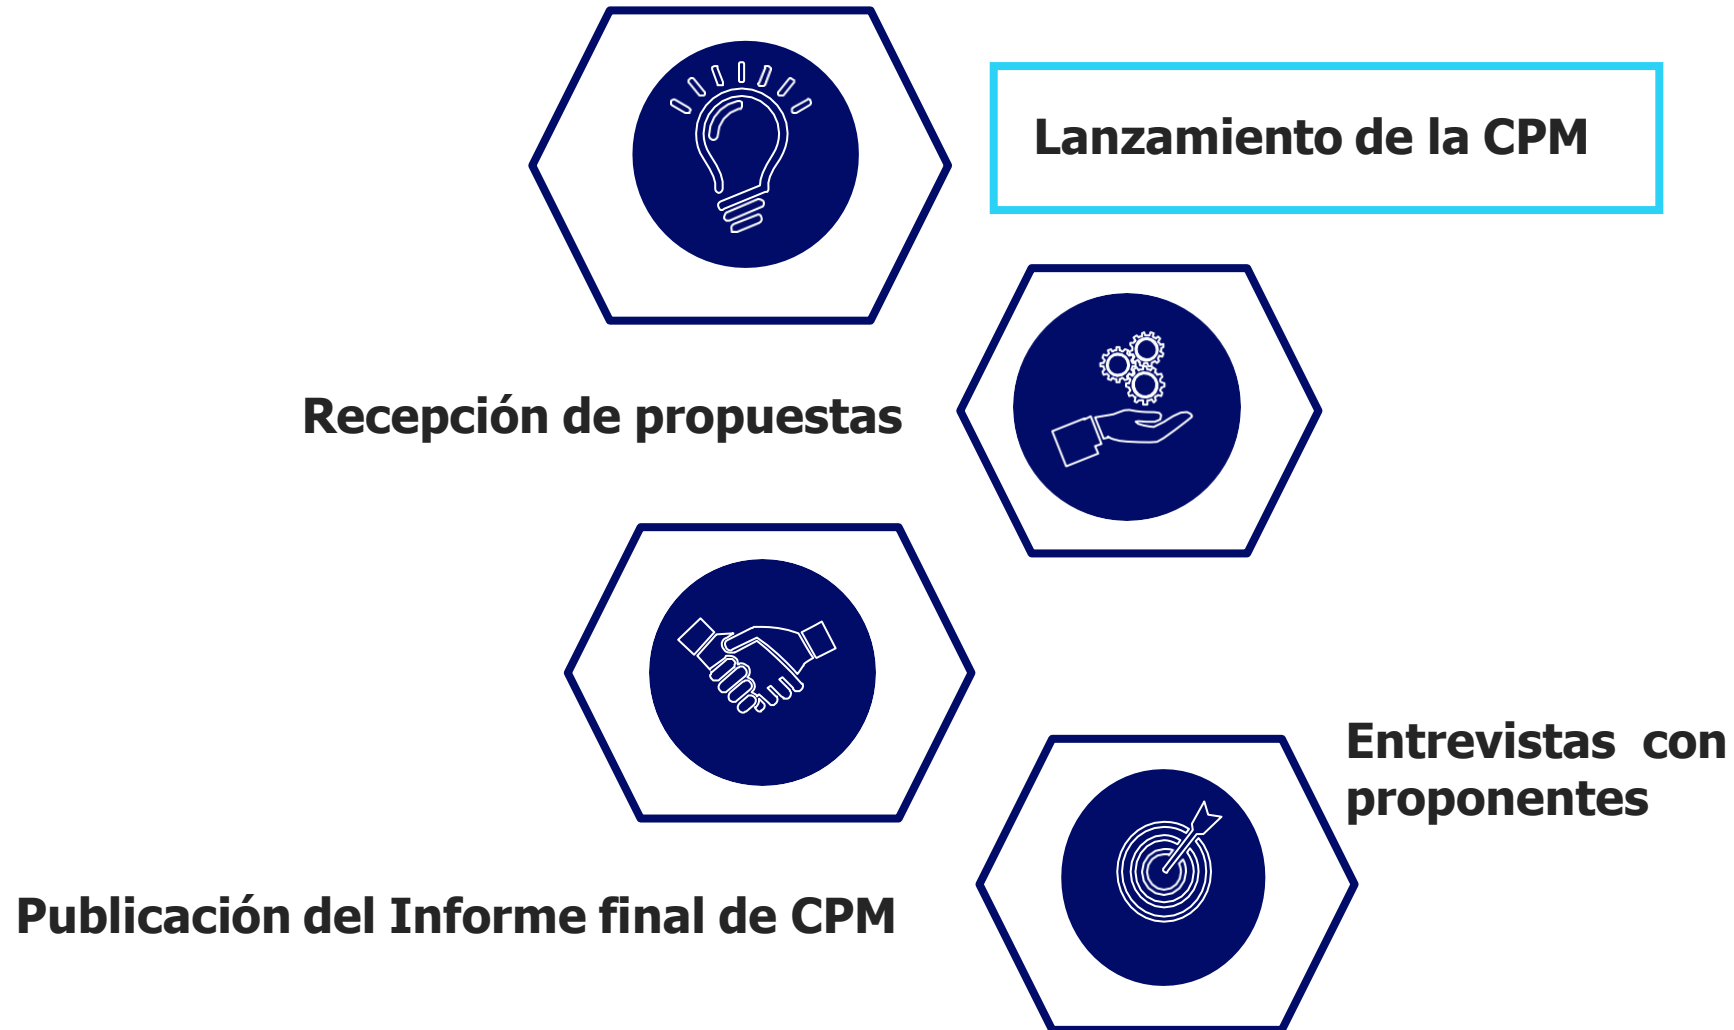 Lanzamiento de la CPM
Recepción de propuestas
Entrevistas con
proponentes
Publicación del Informe final de CPM